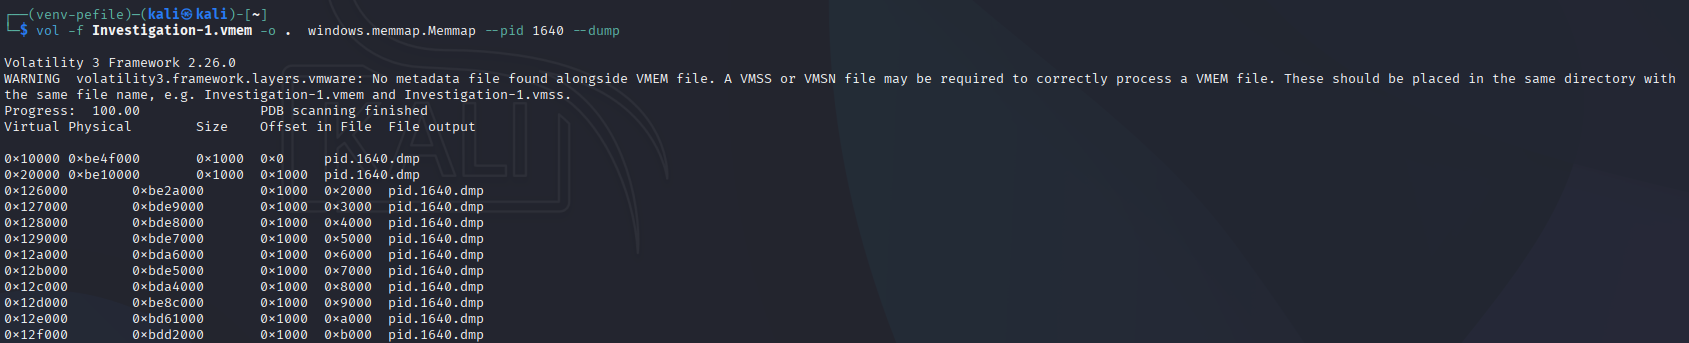 ┌──(venv-pefile)─(kali㉿kali)-[~]
└─$ vol -f Investigation-1.vmem -o .  windows.memmap.Memmap --pid 1640 --dump
Volatility 3 Framework 2.26.0
WARNING  volatility3.framework.layers.vmware: No metadata file found alongside VMEM file. A VMSS or VMSN file may be required to correctly process a VMEM file. These should be placed in the same directory with
the same file name, e.g. Investigation-1.vmem and Investigation-1.vmss.
Progress:  100.00               PDB scanning finished
Virtual Physical        Size    Offset in File  File output
0×10000 0×be4f000       0×1000  0×0     pid.1640.dmp
0×20000 0×be10000       0×1000  0×1000  pid.1640.dmp
0×126000        0×be2a000       0×1000  0×2000  pid.1640.dmp
0×127000        0×bde9000       0×1000  0×3000  pid.1640.dmp
0×128000        0×bde8000       0×1000  0×4000  pid.1640.dmp
0×129000        0×bde7000       0×1000  0×5000  pid.1640.dmp
0×12a000        0×bda6000       0×1000  0×6000  pid.1640.dmp
0×12b000        0×bde5000       0×1000  0×7000  pid.1640.dmp
0×12c000        0×bda4000       0×1000  0×8000  pid.1640.dmp
0×12d000        0×be8c000       0×1000  0×9000  pid.1640.dmp
0×12e000        0×bd61000       0×1000  0×a000  pid.1640.dmp
0×12f000        0×bdd2000       0×1000  0×b000  pid.1640.dmp
KALI